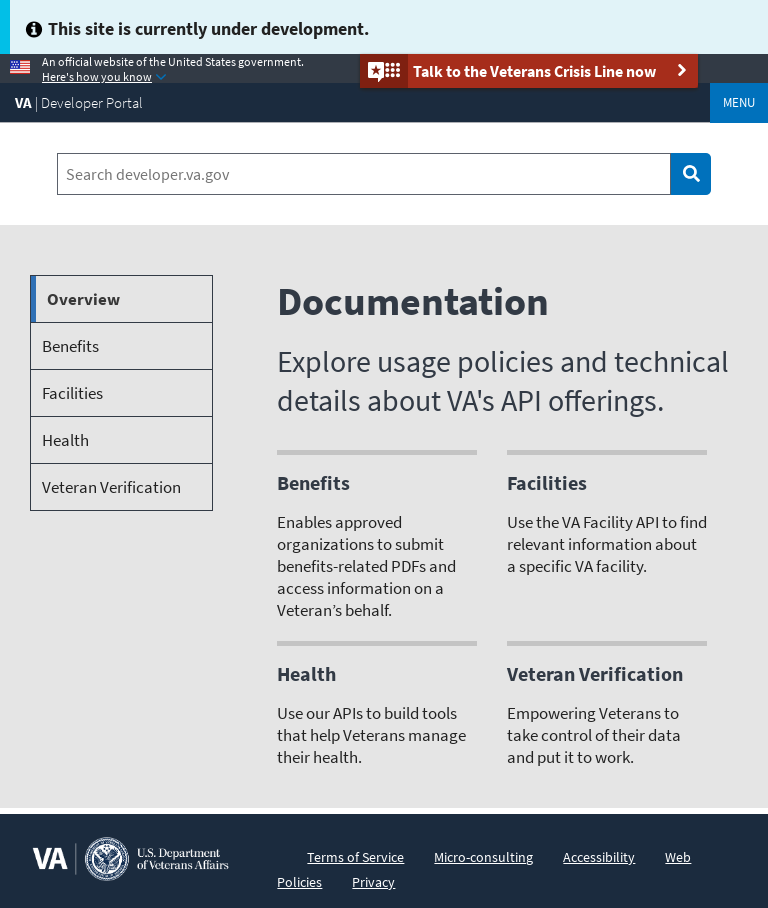 This site is currently under development.
An official website of the United States government.
Here's how you know
Talk to the Veterans Crisis Line now
VA | Developer Portal
MENU
Search developer.va.gov
Overview
Benefits
Facilities
Health
Veteran Verification
Documentation
Explore usage policies and technical
details about VA's API offerings.
Benefits
Enables approved
organizations to submit
benefits-related PDFs and
access information on a
Veteran’s behalf.
Facilities
Use the VA Facility API to find
relevant information about
a specific VA facility.
Health
Use our APIs to build tools
that help Veterans manage
their health.
Veteran Verification
Empowering Veterans to
take control of their data
and put it to work.
VA
U.S. Department
of Veterans Affairs
Terms of Service Micro-consulting Accessibility Web
Policies Privacy